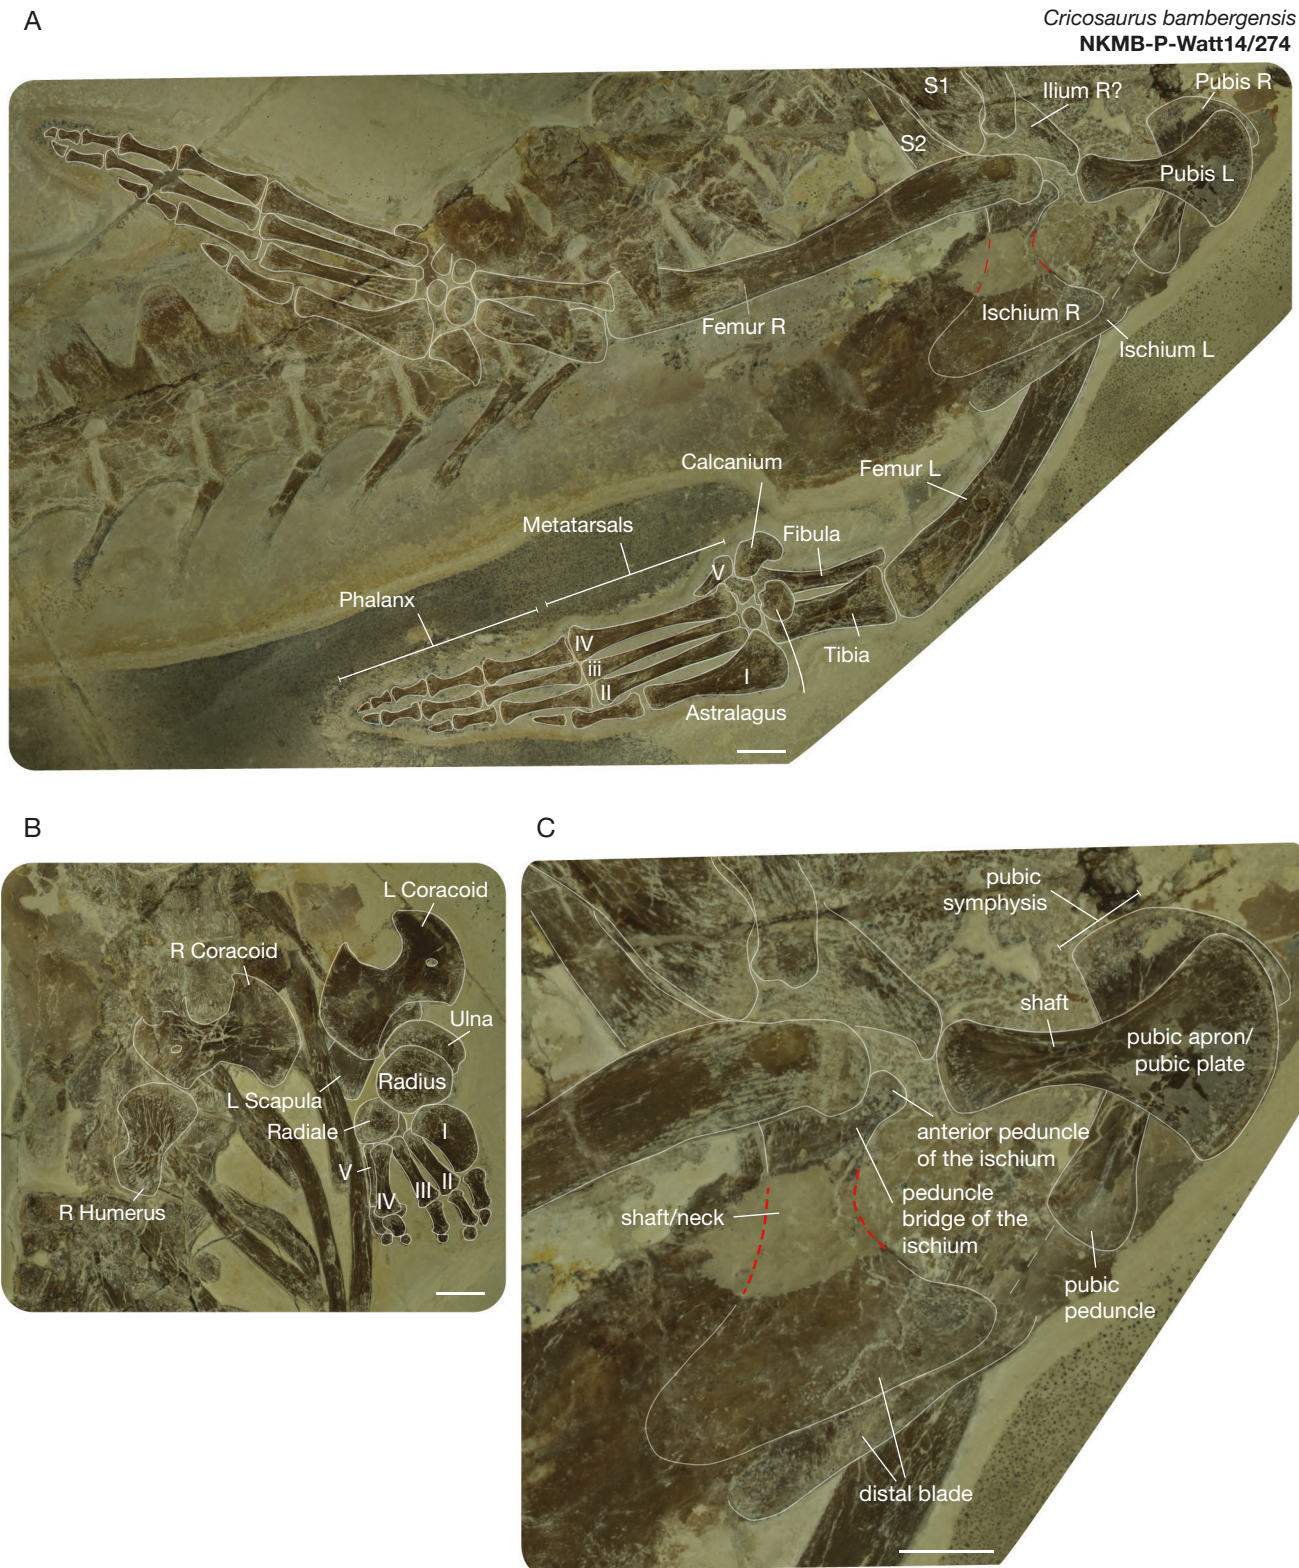 A
Cricosaurus bambergensis
NKMB-P-Watt14/274
S1
Ilium R?
Pubis R
S2
Pubis L
Ischium R
Femur R
Ischium L
Calcanium
Femur L
Metatarsals
Fibula
V
Phalanx
IV
iii
II
I
Tibia
Astralagus
B
L Coracoid
R Coracoid
Ulna
Radius
L Scapula
Radiale
I
V
IV
III
II
R Humerus
C
pubic
symphysis
shaft
pubic apron/
pubic plate
anterior peduncle
of the ischium
peduncle
bridge of the
ischium
shaft/neck
pubic
peduncle
distal blade